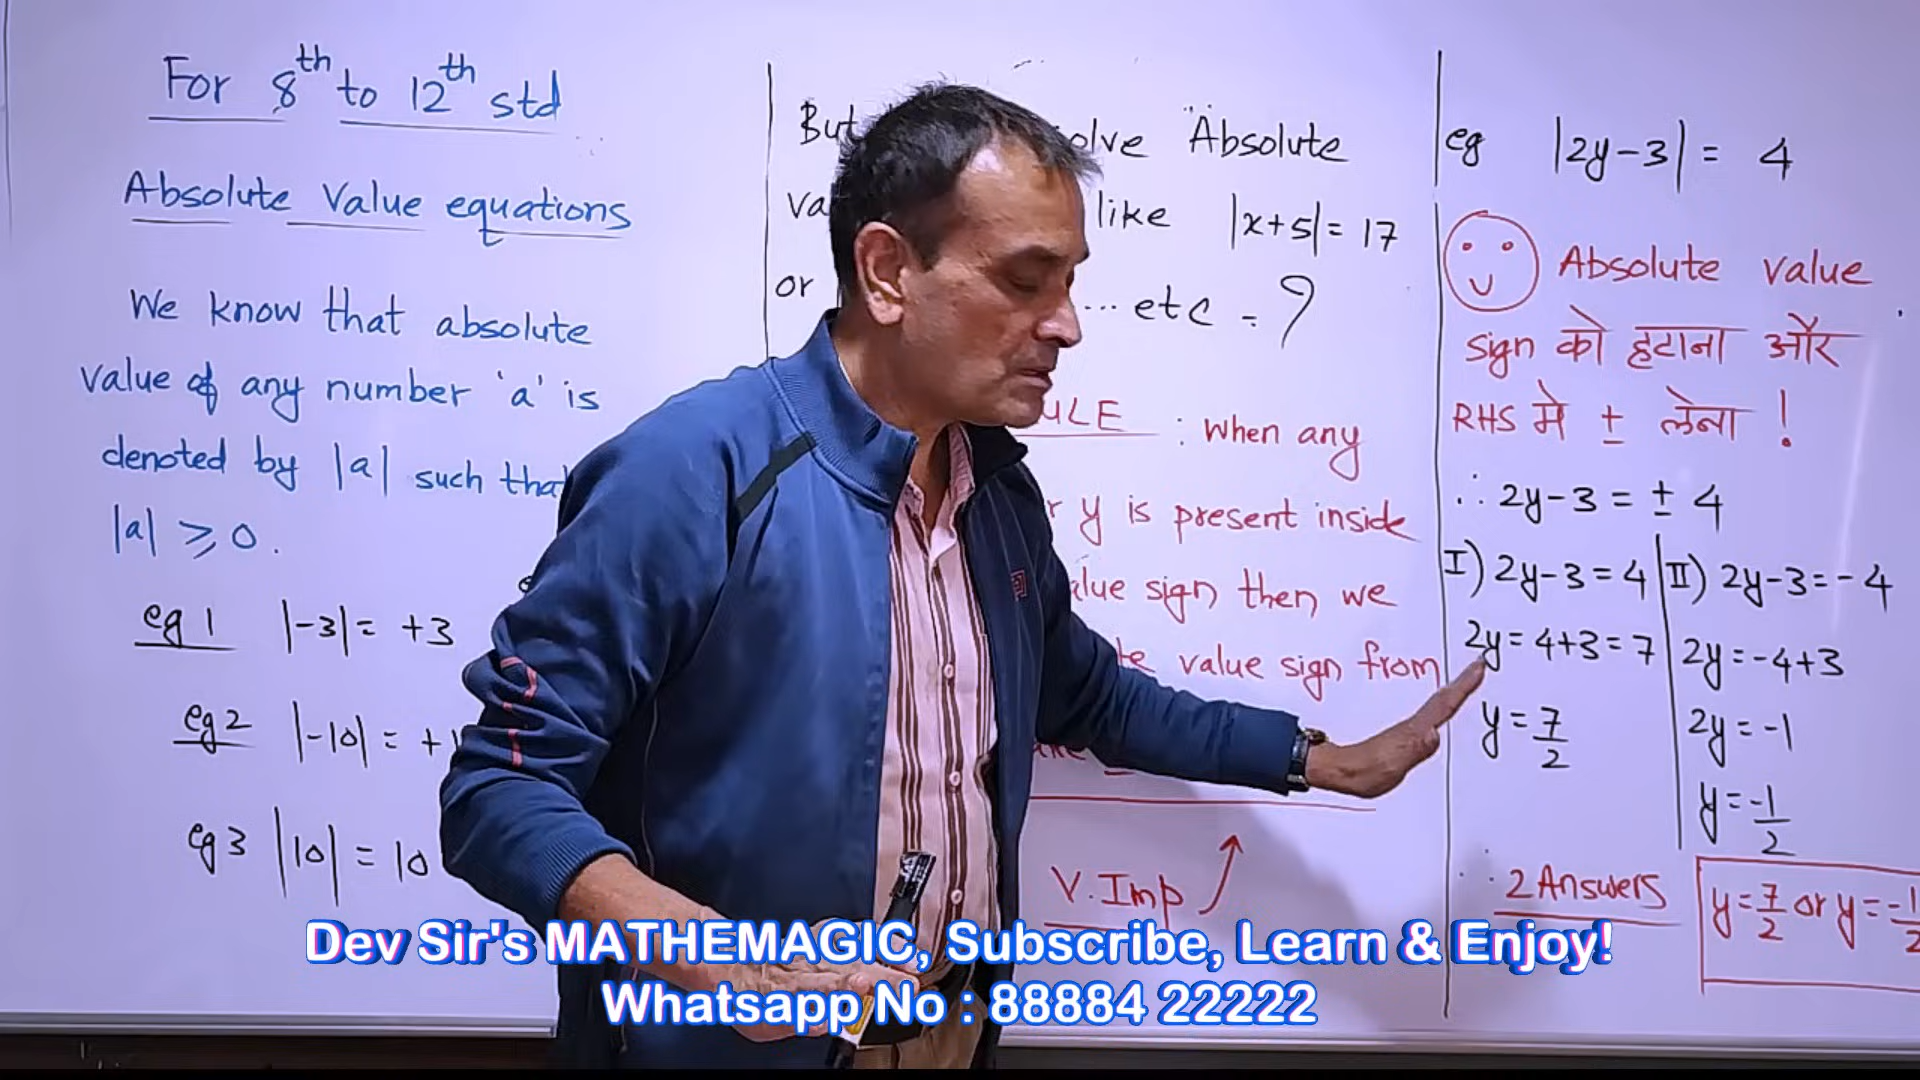 For 8th to 12th std
Absolute Value equations
We know that absolute
value of any number 'a' is
denoted by |a| such that
|a| ⩾ 0.
eg 1 |-3| = +3
eg 2 |-10| = +1
eg 3 |10| = 10
But olve Absolute
va like |x+5| = 17
or ... etc = ?
ULE : when any
r y is present inside
alue sign then we
te value sign from
V. Imp
eg |2y-3| = 4
Absolute value
sign को हटाना और
RHS मे ± लेना !
∴ 2y-3 = ± 4
I) 2y-3 = 4
2y = 4+3 = 7
y = 7/2
II) 2y-3 = -4
2y = -4+3
2y = -1
y = -1/2
∴ 2 Answers
y = 7/2 or y = -1/2
Dev Sir's MATHEMAGIC, Subscribe, Learn & Enjoy!
Whatsapp No : 88884 22222